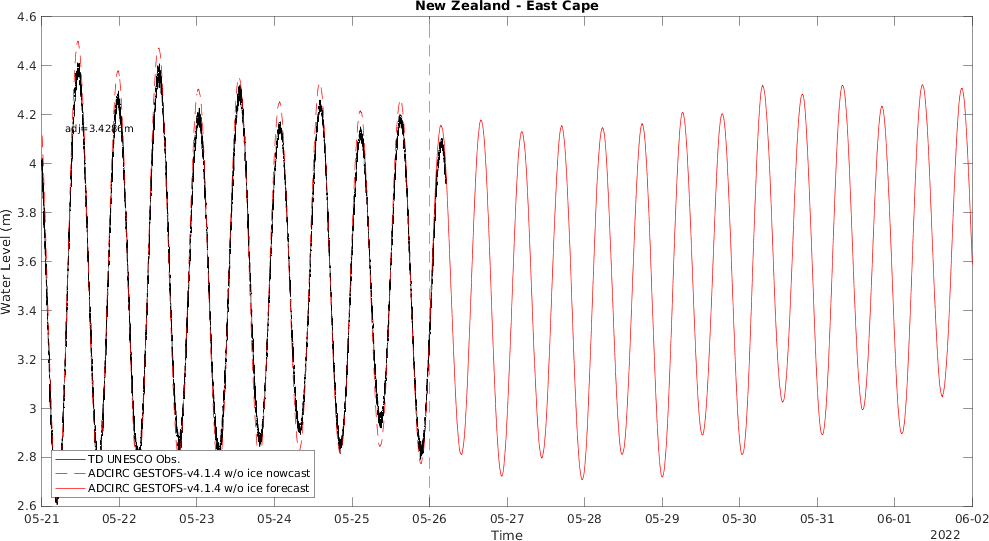 New Zealand - East Cape
4.6
4.4
4.2
4
3.8
3.6
3.4
3.2
3
2.8
2.6
Water Level (m)
adj=3.4286m
TD UNESCO Obs.
ADCIRC GESTOFS-v4.1.4 w/o ice nowcast
ADCIRC GESTOFS-v4.1.4 w/o ice forecast
05-21 05-22 05-23 05-24 05-25 05-26 05-27 05-28 05-29 05-30 05-31 06-01 06-02
Time
2022